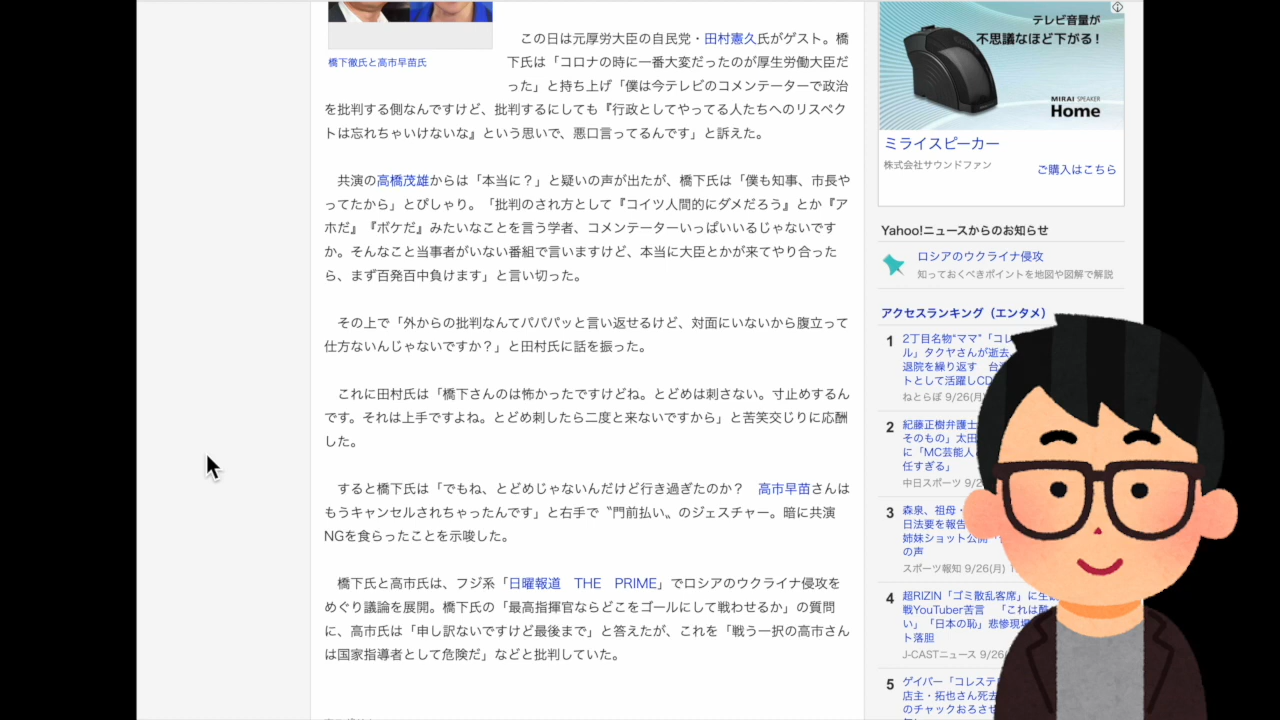 橋下徹氏と高市早苗氏
この日は元厚労大臣の自民党・田村憲久氏がゲスト。橋
下氏は「コロナの時に一番大変だったのが厚生労働大臣だ
った」と持ち上げ「僕は今テレビのコメンテーターで政治
を批判する側なんですけど、批判するにしても『行政としてやってる人たちへのリスペク
トは忘れちゃいけないな』という思いで、悪口言ってるんです」と訴えた。
共演の高橋茂雄からは「本当に？」と疑いの声が出たが、橋下氏は「僕も知事、市長や
ってたから」とぴしゃり。「批判のされ方として『コイツ人間的にダメだろう』とか『ア
ホだ』『ボケだ』みたいなことを言う学者、コメンテーターいっぱいいるじゃないです
か。そんなこと当事者がいない番組で言いますけど、本当に大臣とかが来てやり合った
ら、まず百発百中負けます」と言い切った。
その上で「外からの批判なんてパパパッと言い返せるけど、対面にいないから腹立って
仕方ないんじゃないですか？」と田村氏に話を振った。
これに田村氏は「橋下さんのは怖かったですけどね。とどめは刺さない。寸止めするん
です。それは上手ですよね。とどめ刺したら二度と来ないですから」と苦笑交じりに応酬
した。
すると橋下氏は「でもね、とどめじゃないんだけど行き過ぎたのか？　高市早苗さんは
もうキャンセルされちゃったんです」と右手で〝門前払い〟のジェスチャー。暗に共演
NGを食らったことを示唆した。
橋下氏と高市氏は、フジ系「日曜報道　THE　PRIME」でロシアのウクライナ侵攻を
めぐり議論を展開。橋下氏の「最高指揮官ならどこをゴールにして戦わせるか」の質問
に、高市氏は「申し訳ないですけど最後まで」と答えたが、これを「戦う一択の高市さん
は国家指導者として危険だ」などと批判していた。
テレビ音量が
不思議なほど下がる！
MIRAI SPEAKER
Home
ミライスピーカー
株式会社サウンドファン
ご購入はこちら
Yahoo!ニュースからのお知らせ
ロシアのウクライナ侵攻
知っておくべきポイントを地図や図解で解説
アクセスランキング（エンタメ）
1
2丁目名物“ママ”「コレ
ル」タクヤさんが逝去
退院を繰り返す
トとして活躍しCD
ねとらぼ 9/26(月)
2
紀藤正樹弁護士
そのもの」太田
に「MC芸能人
任すぎる」
中日スポーツ 9/2
3
森泉、祖母・
日法要を報告
姉妹ショット公開
の声
スポーツ報知 9/26(月) 1
4
超RIZIN「ゴミ散乱客席」に生
戦YouTuber苦言　「これは酷
い」「日本の恥」悲惨現場
ト落胆
J-CASTニュース 9/26
5
ゲイバー「コレステ
店主・拓也さん死去
のチャックおろさせ